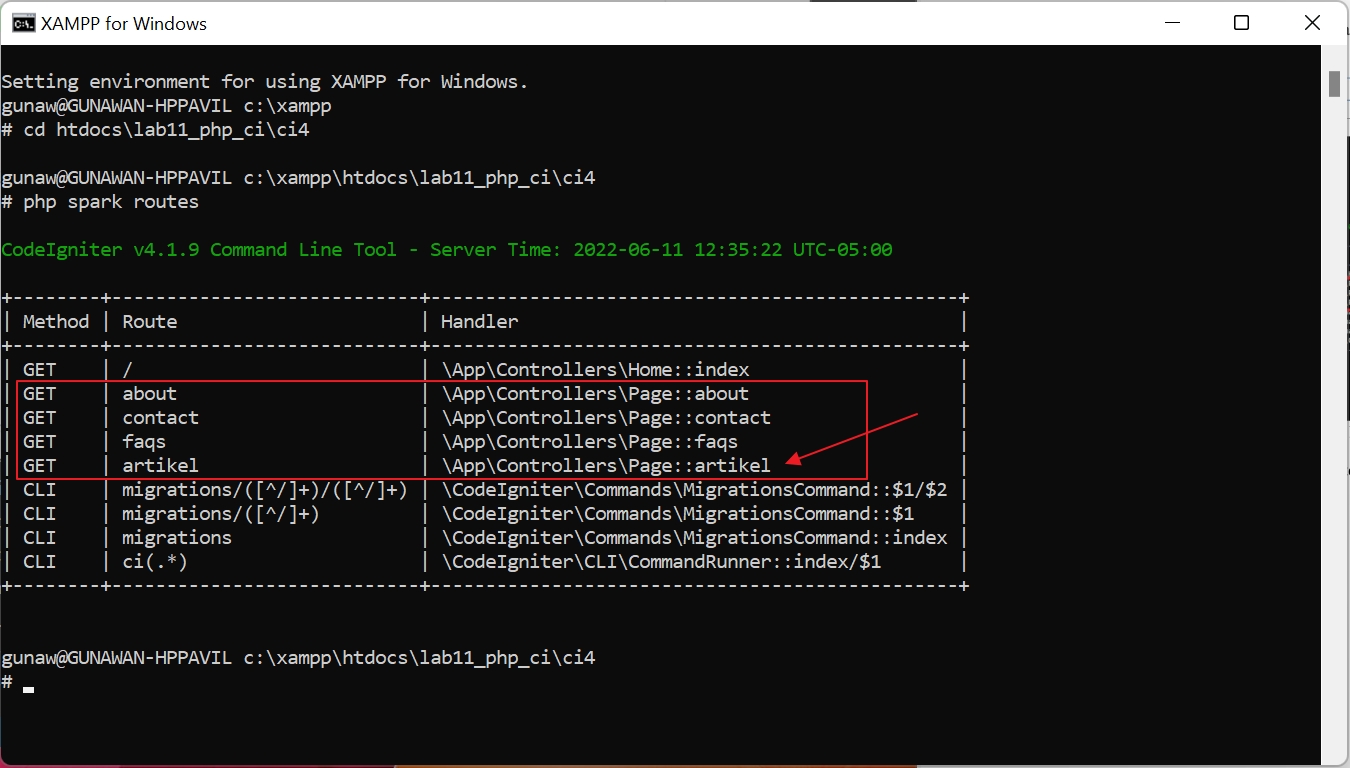 XAMPP for Windows
Setting environment for using XAMPP for Windows.
gunaw@GUNAWAN-HPPAVIL c:\xampp
# cd htdocs\lab11_php_ci\ci4
gunaw@GUNAWAN-HPPAVIL c:\xampp\htdocs\lab11_php_ci\ci4
# php spark routes
CodeIgniter v4.1.9 Command Line Tool - Server Time: 2022-06-11 12:35:22 UTC-05:00
+--------+----------------------------+------------------------------------------------+
| Method | Route                      | Handler                                        |
+--------+----------------------------+------------------------------------------------+
| GET    | /                          | \App\Controllers\Home::index                   |
| GET    | about                      | \App\Controllers\Page::about                   |
| GET    | contact                    | \App\Controllers\Page::contact                 |
| GET    | faqs                       | \App\Controllers\Page::faqs                    |
| GET    | artikel                    | \App\Controllers\Page::artikel                 |
| CLI    | migrations/([^/]+)/([^/]+) | \CodeIgniter\Commands\MigrationsCommand::$1/$2 |
| CLI    | migrations/([^/]+)         | \CodeIgniter\Commands\MigrationsCommand::$1    |
| CLI    | migrations                 | \CodeIgniter\Commands\MigrationsCommand::index |
| CLI    | ci(.*)                     | \CodeIgniter\CLI\CommandRunner::index/$1       |
+--------+----------------------------+------------------------------------------------+
gunaw@GUNAWAN-HPPAVIL c:\xampp\htdocs\lab11_php_ci\ci4
#